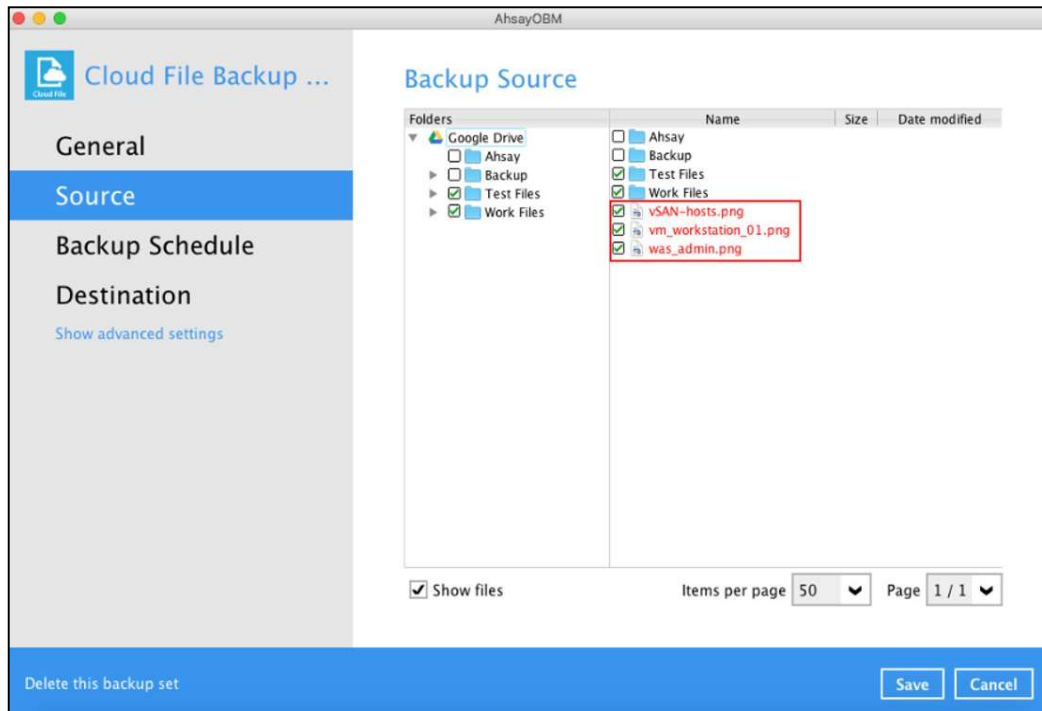 AhsayOBM
Cloud File
Cloud File Backup ...
General
Source
Backup Schedule
Destination
Show advanced settings
Backup Source
Folders
Google Drive
Ahsay
Backup
Test Files
Work Files
Name Size Date modified
Ahsay
Backup
Test Files
Work Files
vSAN-hosts.png
vm_workstation_01.png
was_admin.png
Show files
Items per page 50
Page 1 / 1
Delete this backup set
Save
Cancel